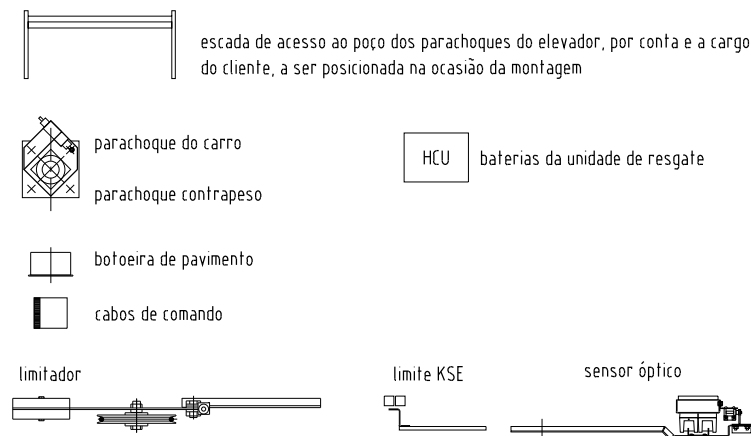 escada de acesso ao poço dos parachoques do elevador, por conta e a cargo
do cliente, a ser posicionada na ocasião da montagem
parachoque do carro
HCU
baterias da unidade de resgate
parachoque contrapeso
botoeira de pavimento
cabos de comando
limitador
limite KSE
sensor óptico